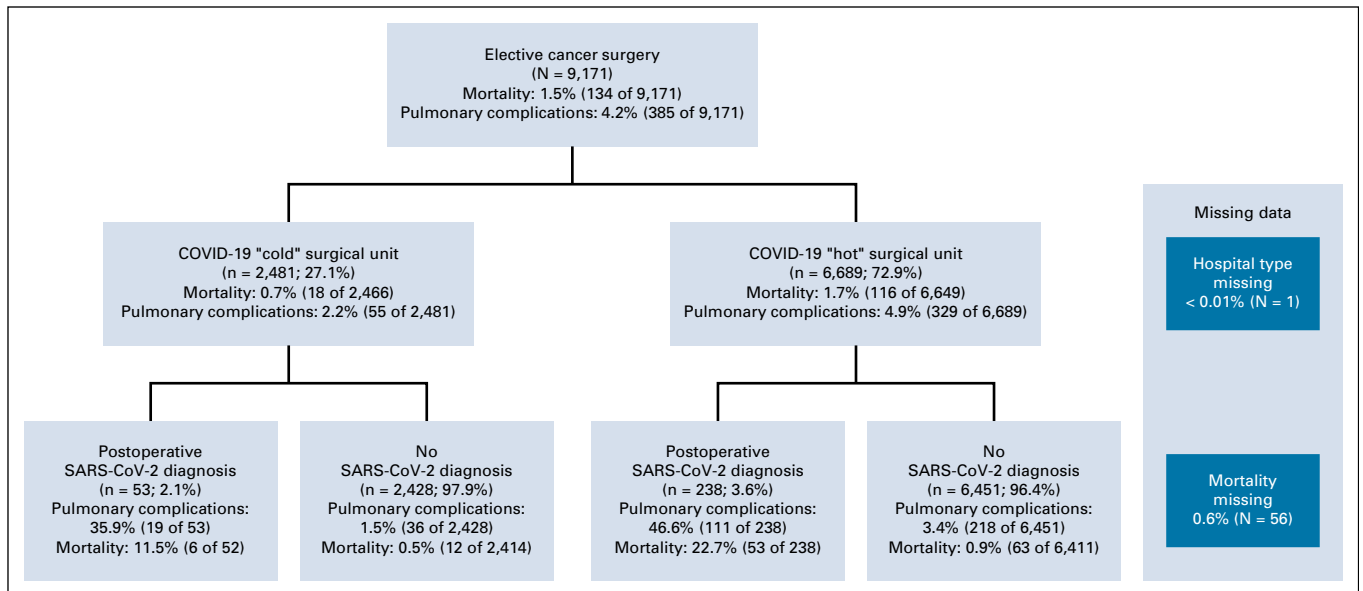 Elective cancer surgery
(N = 9,171)
Mortality: 1.5% (134 of 9,171)
Pulmonary complications: 4.2% (385 of 9,171)
COVID-19 "cold" surgical unit
(n = 2,481; 27.1%)
Mortality: 0.7% (18 of 2,466)
Pulmonary complications: 2.2% (55 of 2,481)
COVID-19 "hot" surgical unit
(n = 6,689; 72.9%)
Mortality: 1.7% (116 of 6,649)
Pulmonary complications: 4.9% (329 of 6,689)
Postoperative
SARS-CoV-2 diagnosis
(n = 53; 2.1%)
Pulmonary complications:
35.9% (19 of 53)
Mortality: 11.5% (6 of 52)
No
SARS-CoV-2 diagnosis
(n = 2,428; 97.9%)
Pulmonary complications:
1.5% (36 of 2,428)
Mortality: 0.5% (12 of 2,414)
Postoperative
SARS-CoV-2 diagnosis
(n = 238; 3.6%)
Pulmonary complications:
46.6% (111 of 238)
Mortality: 22.7% (53 of 238)
No
SARS-CoV-2 diagnosis
(n = 6,451; 96.4%)
Pulmonary complications:
3.4% (218 of 6,451)
Mortality: 0.9% (63 of 6,411)
Missing data
Hospital type
missing
< 0.01% (N = 1)
Mortality
missing
0.6% (N = 56)